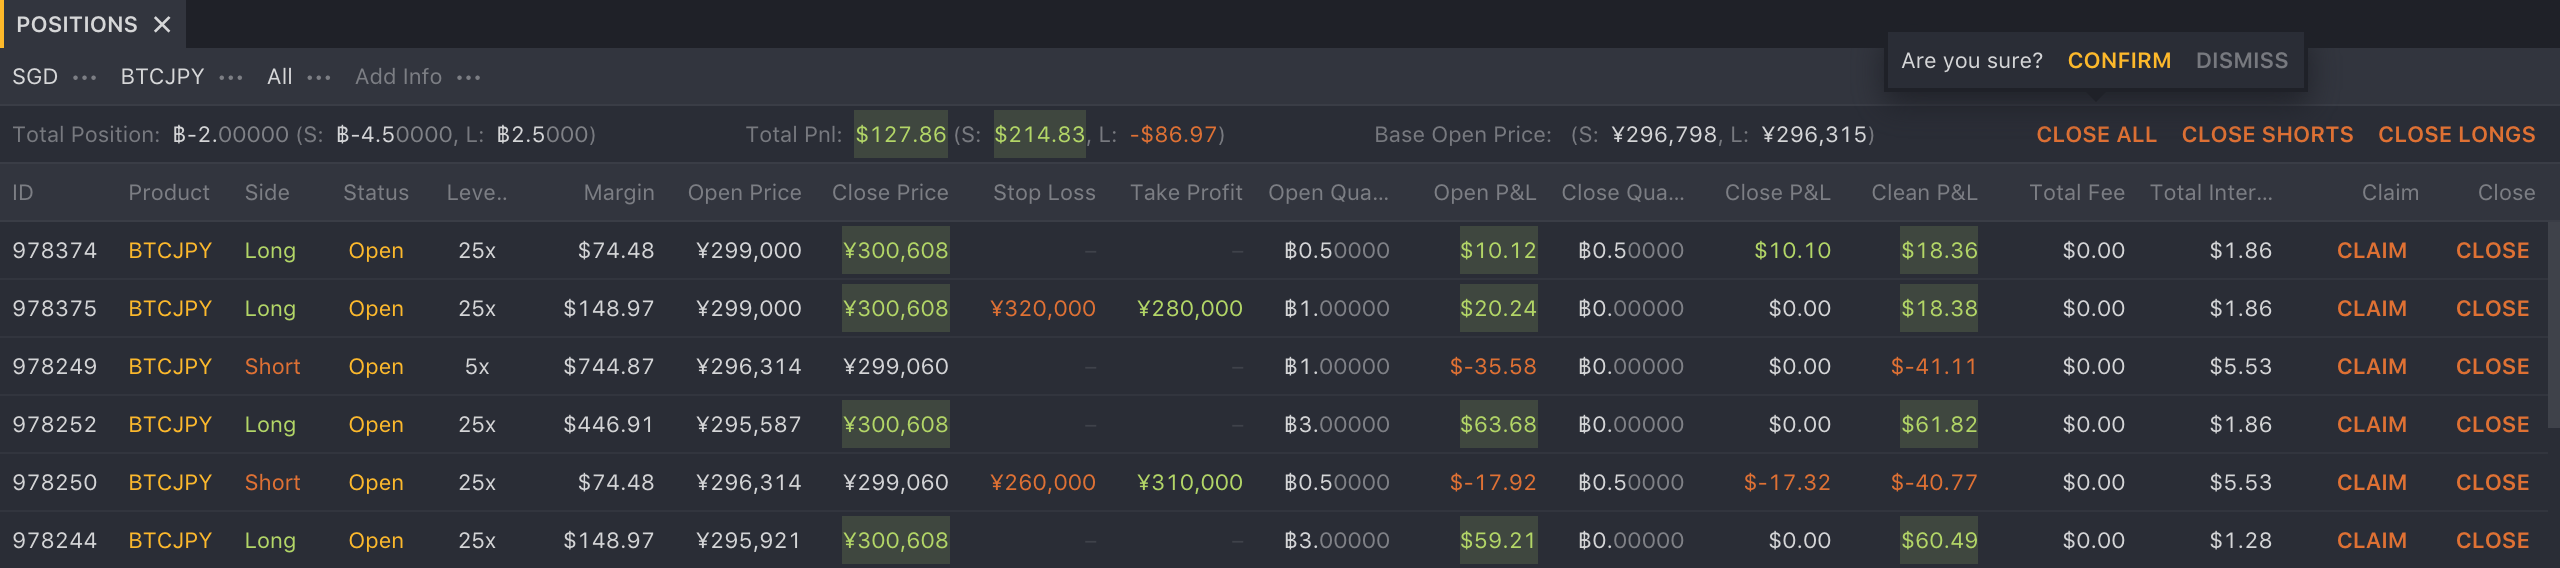 POSITIONS ✕
Are you sure? CONFIRM DISMISS
SGD ••• BTCJPY ••• All ••• Add Info •••
Total Position: ฿-2.00000 (S: ฿-4.50000, L: ฿2.5000) Total Pnl: $127.86 (S: $214.83, L: -$86.97) Base Open Price: (S: ¥296,798, L: ¥296,315) CLOSE ALL CLOSE SHORTS CLOSE LONGS
ID Product Side Status Leve.. Margin Open Price Close Price Stop Loss Take Profit Open Qua... Open P&L Close Qua... Close P&L Clean P&L Total Fee Total Inter... Claim Close
978374 BTCJPY Long Open 25x $74.48 ¥299,000 ¥300,608 – – ฿0.50000 $10.12 ฿0.50000 $10.10 $18.36 $0.00 $1.86 CLAIM CLOSE
978375 BTCJPY Long Open 25x $148.97 ¥299,000 ¥300,608 ¥320,000 ¥280,000 ฿1.00000 $20.24 ฿0.00000 $0.00 $18.38 $0.00 $1.86 CLAIM CLOSE
978249 BTCJPY Short Open 5x $744.87 ¥296,314 ¥299,060 – – ฿1.00000 $-35.58 ฿0.00000 $0.00 $-41.11 $0.00 $5.53 CLAIM CLOSE
978252 BTCJPY Long Open 25x $446.91 ¥295,587 ¥300,608 – – ฿3.00000 $63.68 ฿0.00000 $0.00 $61.82 $0.00 $1.86 CLAIM CLOSE
978250 BTCJPY Short Open 25x $74.48 ¥296,314 ¥299,060 ¥260,000 ¥310,000 ฿0.50000 $-17.92 ฿0.50000 $-17.32 $-40.77 $0.00 $5.53 CLAIM CLOSE
978244 BTCJPY Long Open 25x $148.97 ¥295,921 ¥300,608 – – ฿3.00000 $59.21 ฿0.00000 $0.00 $60.49 $0.00 $1.28 CLAIM CLOSE